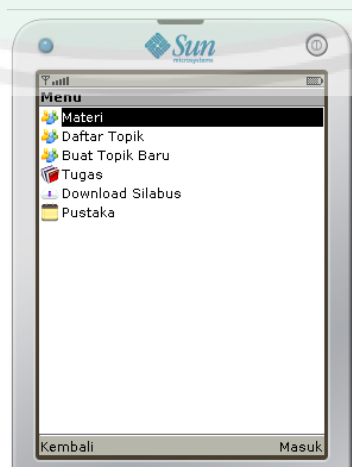 Sun
microsystems
Menu
Materi
Daftar Topik
Buat Topik Baru
Tugas
Download Silabus
Pustaka
Kembali Masuk